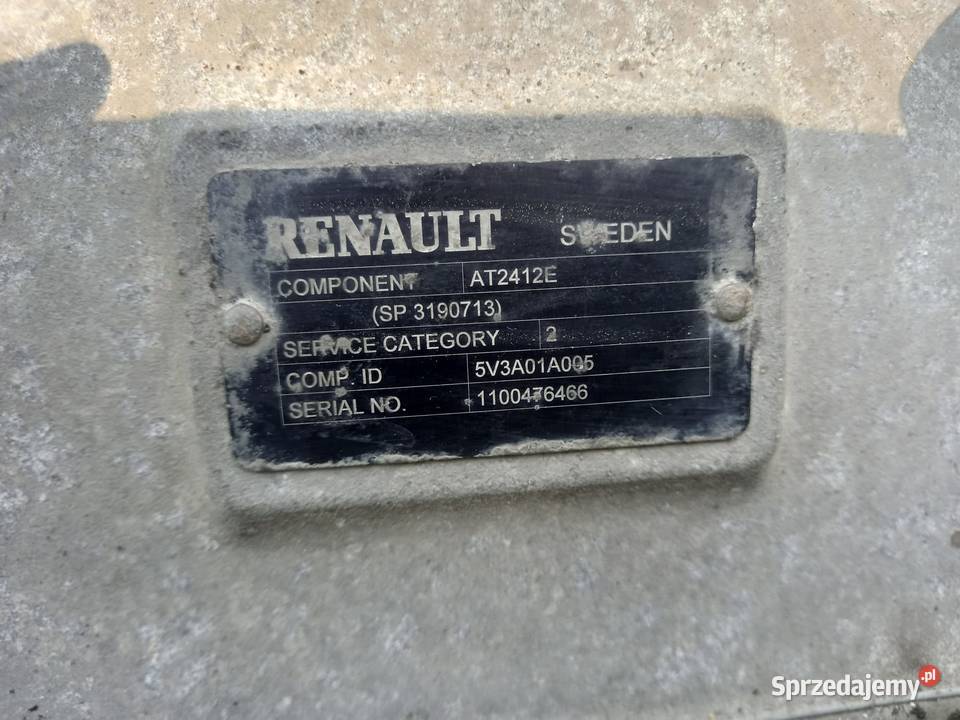 RENAULT SWEDEN
COMPONENT AT2412E
(SP 3190713)
SERVICE CATEGORY 2
COMP. ID 5V3A01A005
SERIAL NO. 1100476466
Sprzedajemy.pl